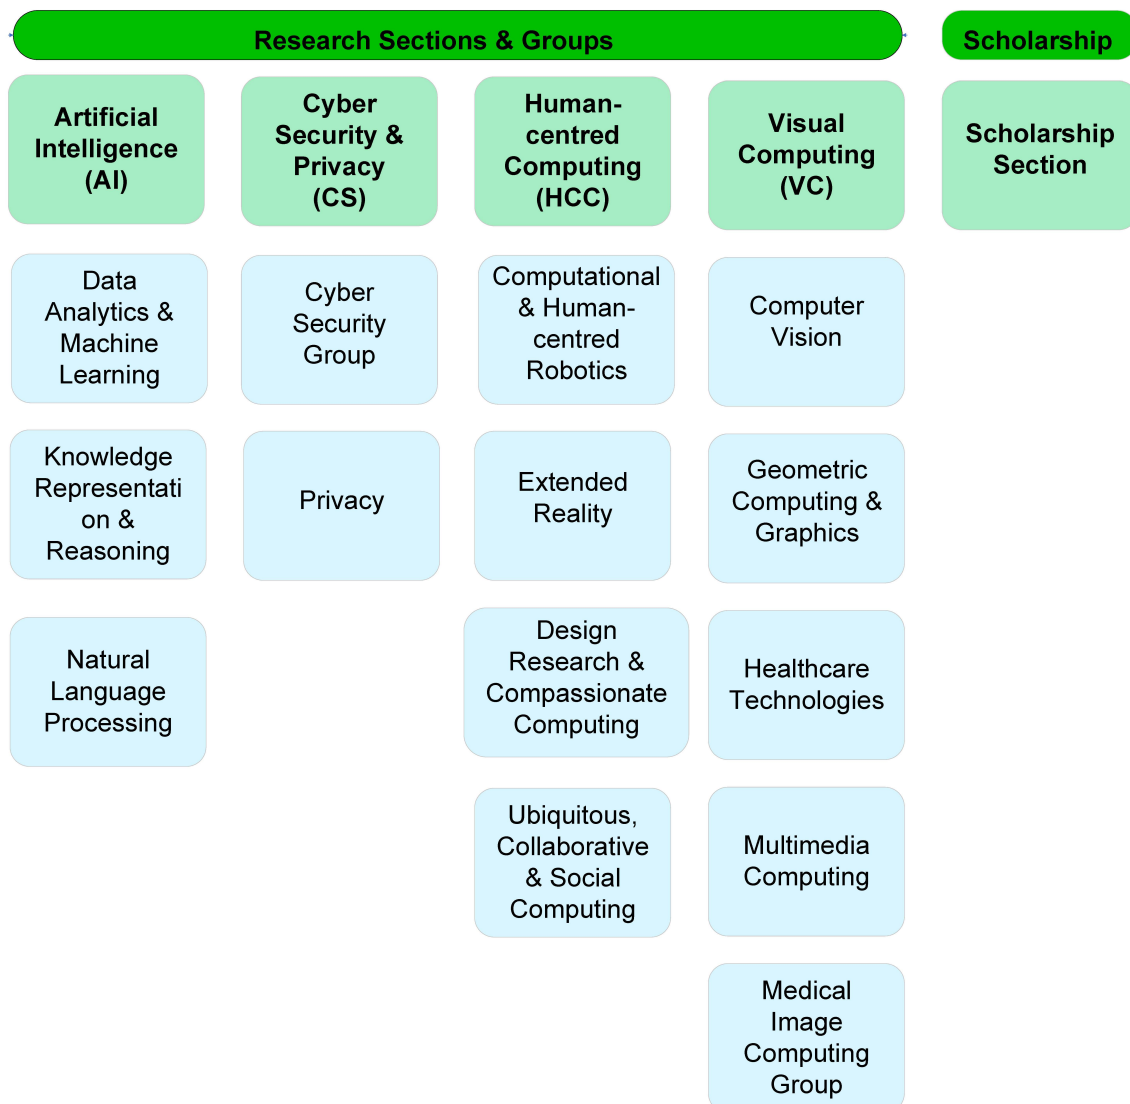 Research Sections & Groups
Scholarship
Artificial
Intelligence
(AI)
Cyber
Security &
Privacy
(CS)
Human-
centred
Computing
(HCC)
Visual
Computing
(VC)
Scholarship
Section
Data
Analytics &
Machine
Learning
Cyber
Security
Group
Computational
& Human-
centred
Robotics
Computer
Vision
Knowledge
Representati
on &
Reasoning
Privacy
Extended
Reality
Geometric
Computing &
Graphics
Natural
Language
Processing
Design
Research &
Compassionate
Computing
Healthcare
Technologies
Ubiquitous,
Collaborative
& Social
Computing
Multimedia
Computing
Medical
Image
Computing
Group